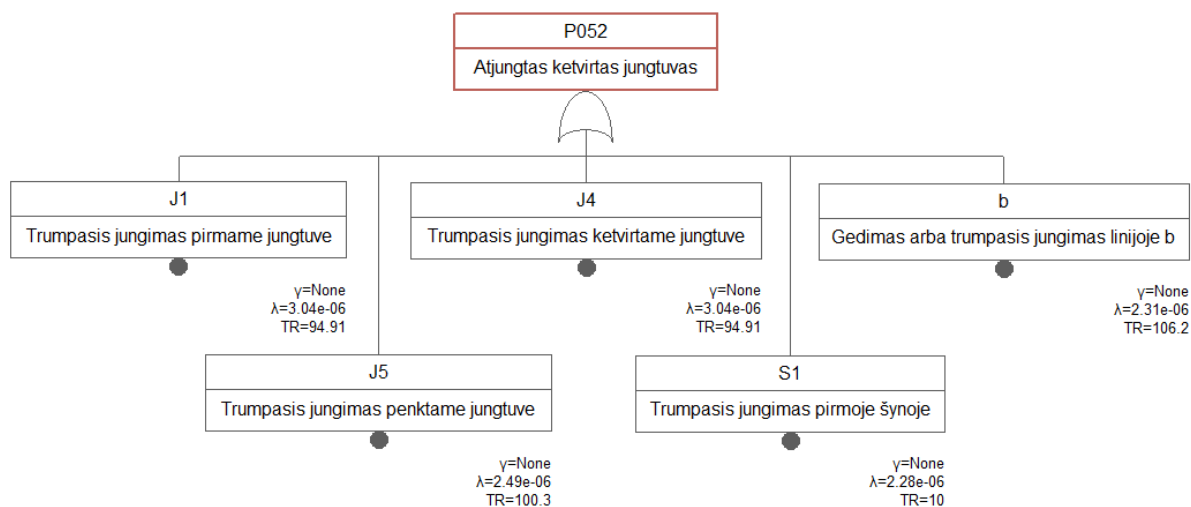 P052
Atjungtas ketvirtas jungtuvas
J1
Trumpasis jungimas pirmame jungtuve
γ=None
λ=3.04e-06
TR=94.91
J4
Trumpasis jungimas ketvirtame jungtuve
γ=None
λ=3.04e-06
TR=94.91
b
Gedimas arba trumpasis jungimas linijoje b
γ=None
λ=2.31e-06
TR=106.2
J5
Trumpasis jungimas penktame jungtuve
γ=None
λ=2.49e-06
TR=100.3
S1
Trumpasis jungimas pirmoje šynoje
γ=None
λ=2.28e-06
TR=10